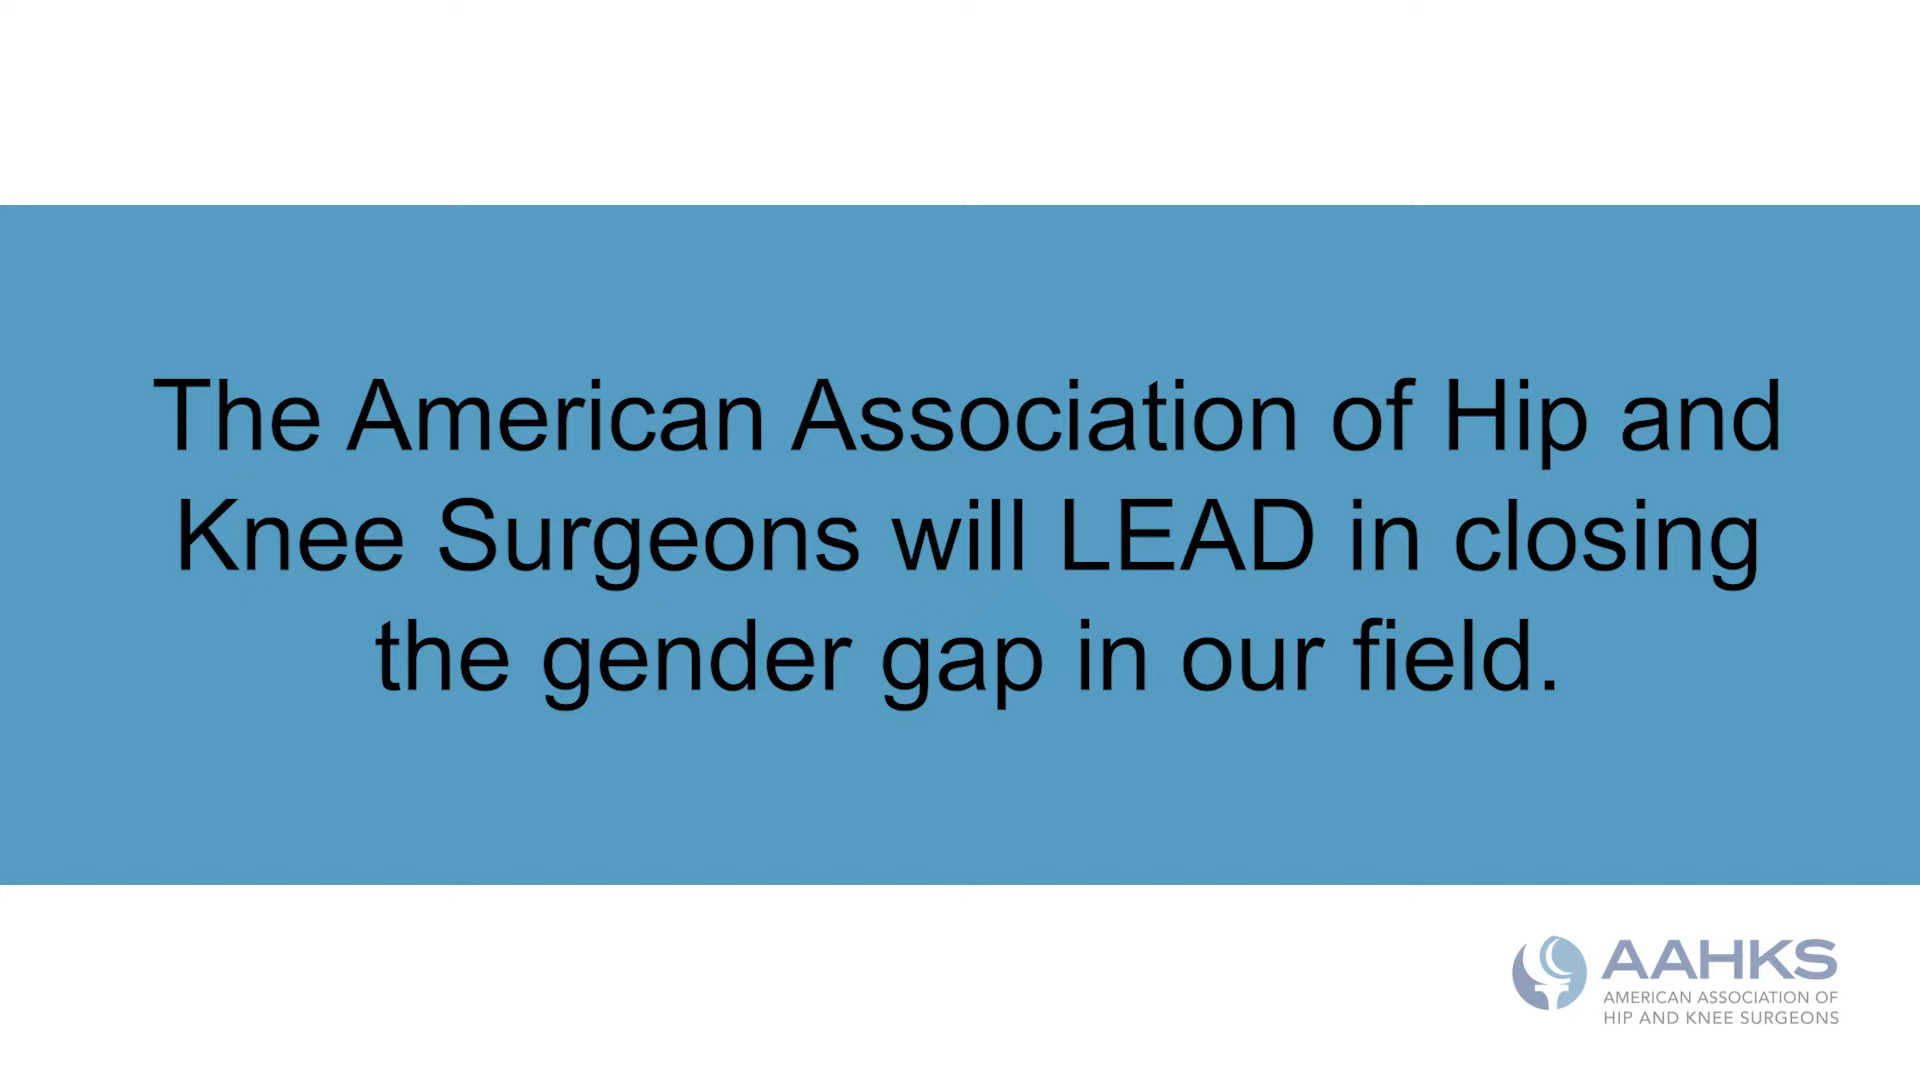 The American Association of Hip and
Knee Surgeons will LEAD in closing
the gender gap in our field.
AAHKS
AMERICAN ASSOCIATION OF
HIP AND KNEE SURGEONS